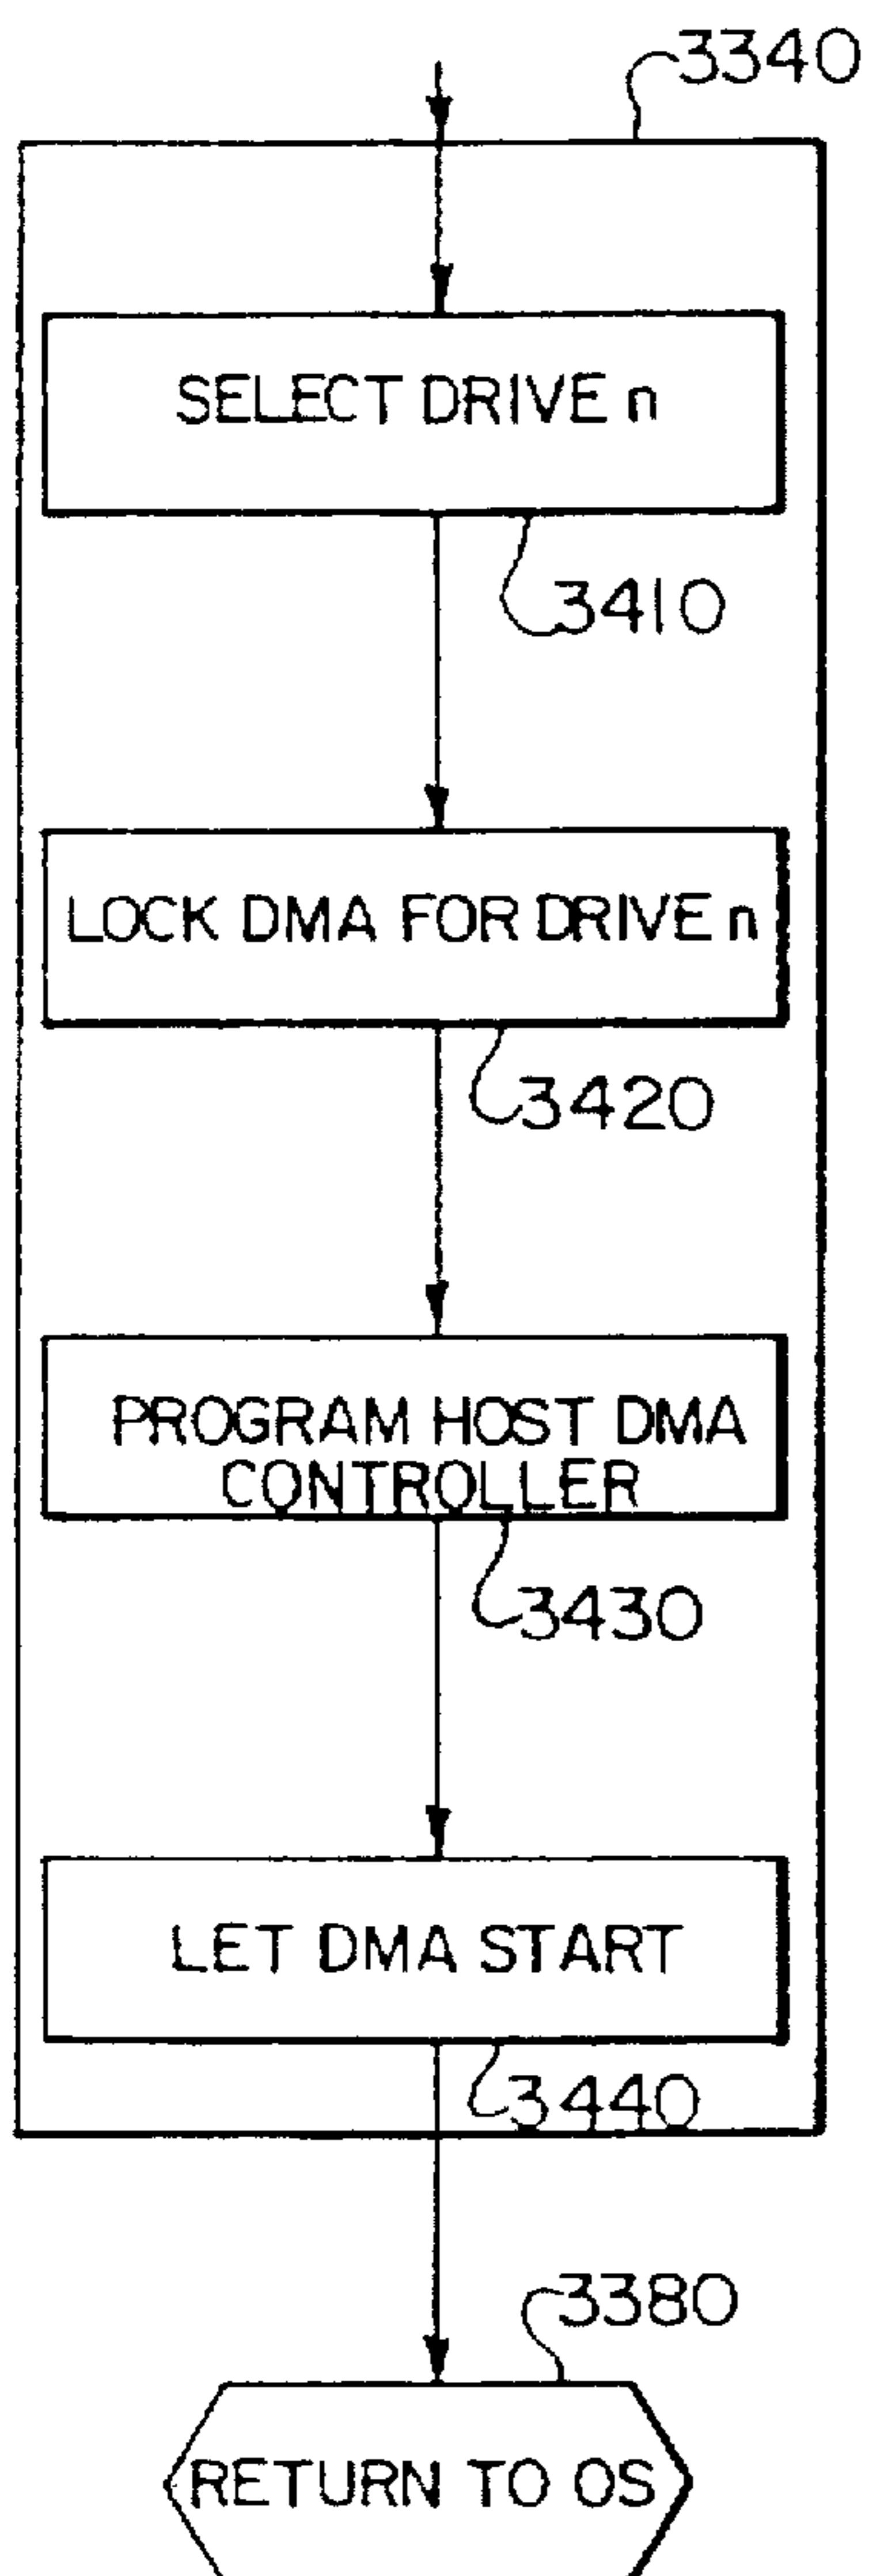 3340
SELECT DRIVE n
3410
LOCK DMA FOR DRIVE n
3420
PROGRAM HOST DMA
CONTROLLER
3430
LET DMA START
3440
3380
RETURN TO OS